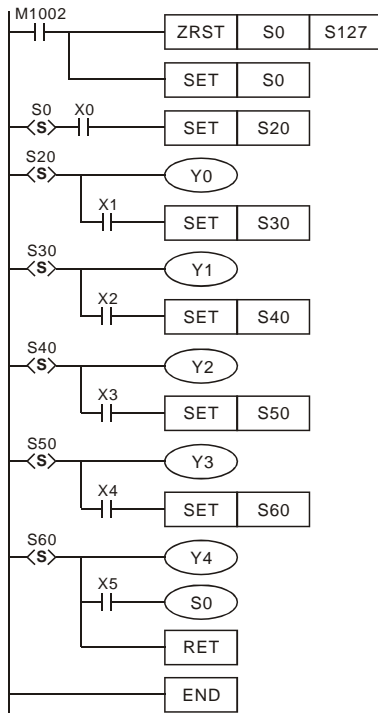 M1002
ZRST S0 S127
SET S0
S0 X0
S SET S20
S20
S Y0
X1
SET S30
S30
S Y1
X2
SET S40
S40
S Y2
X3
SET S50
S50
S Y3
X4
SET S60
S60
S Y4
X5
S0
RET
END